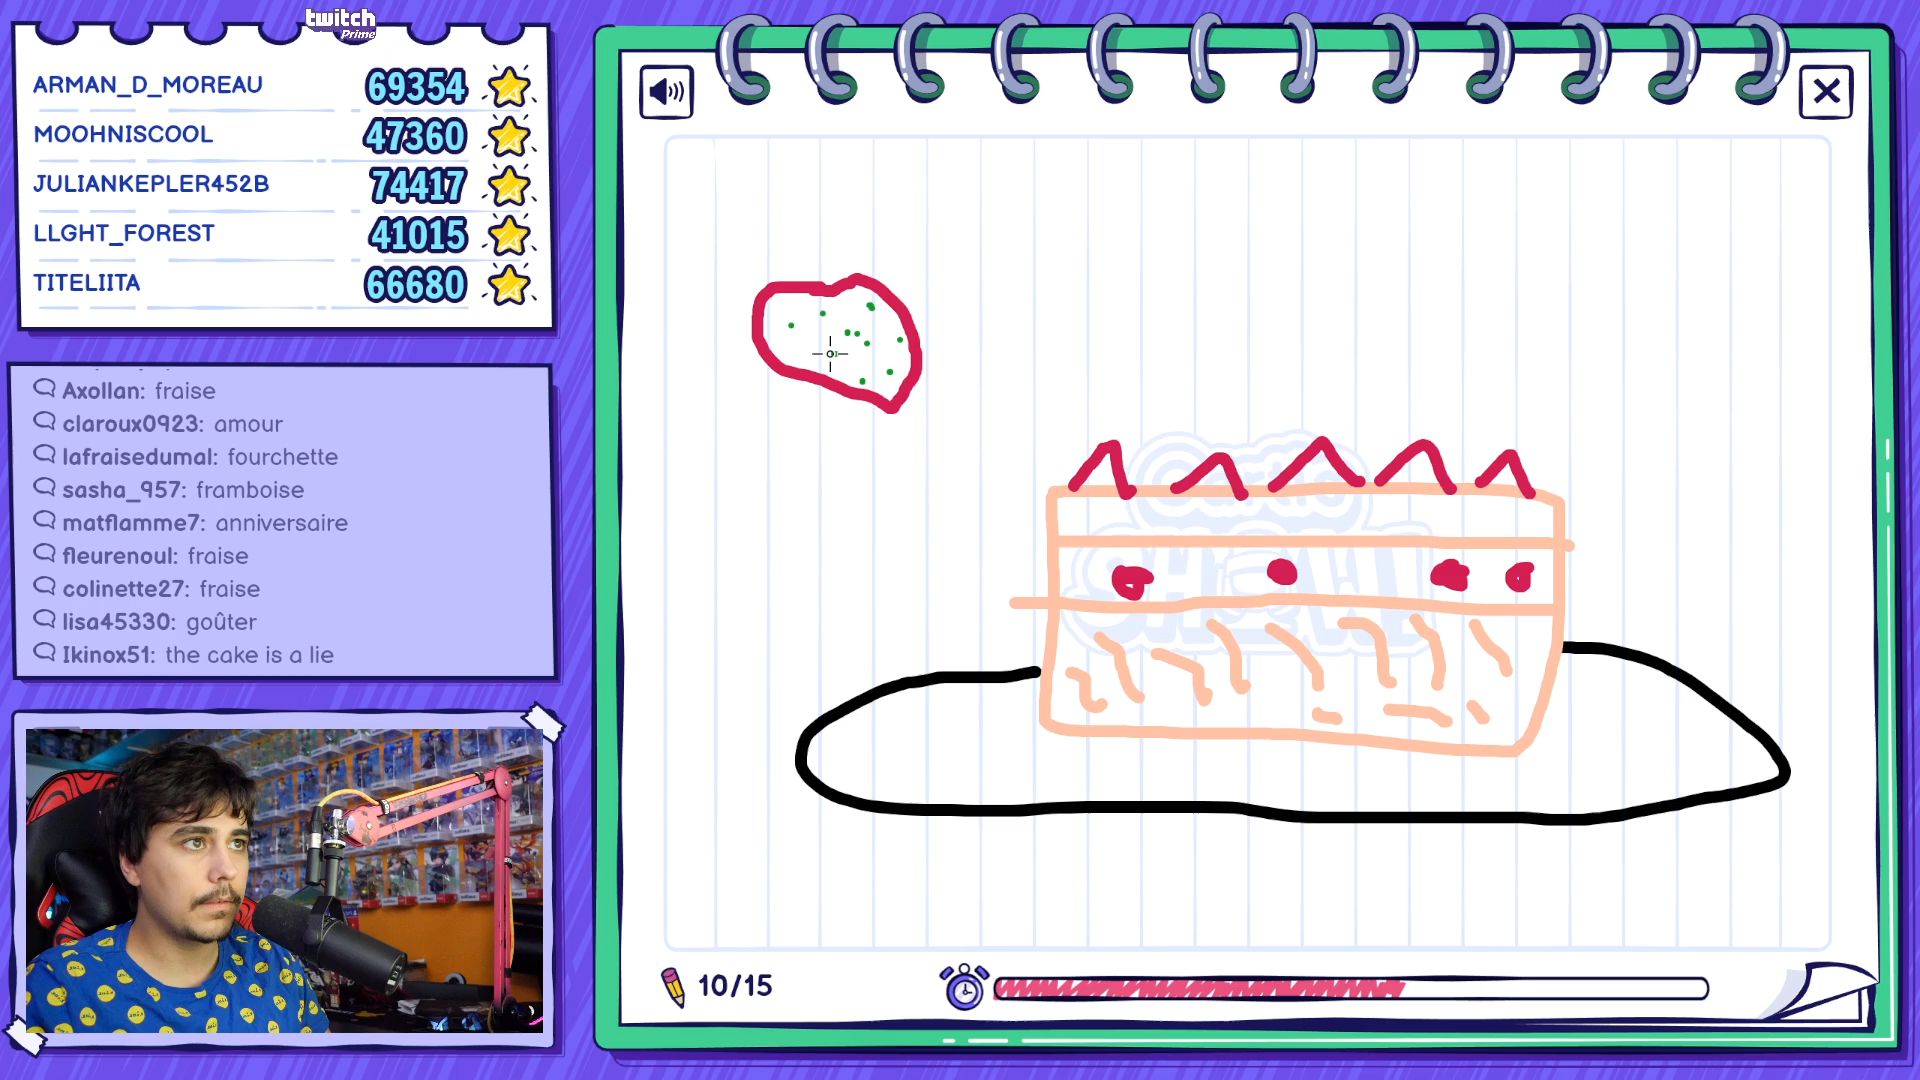 twitch
Prime
ARMAN_D_MOREAU 69354
MOOHNISCOOL 47360
JULIANKEPLER452B 74417
LLGHT_FOREST 41015
TITELIITA 66680
Axollan: fraise
claroux0923: amour
lafraisedumal: fourchette
sasha_957: framboise
matflamme7: anniversaire
fleurenoul: fraise
colinette27: fraise
lisa45330: goûter
Ikinox51: the cake is a lie
SHOW
10/15